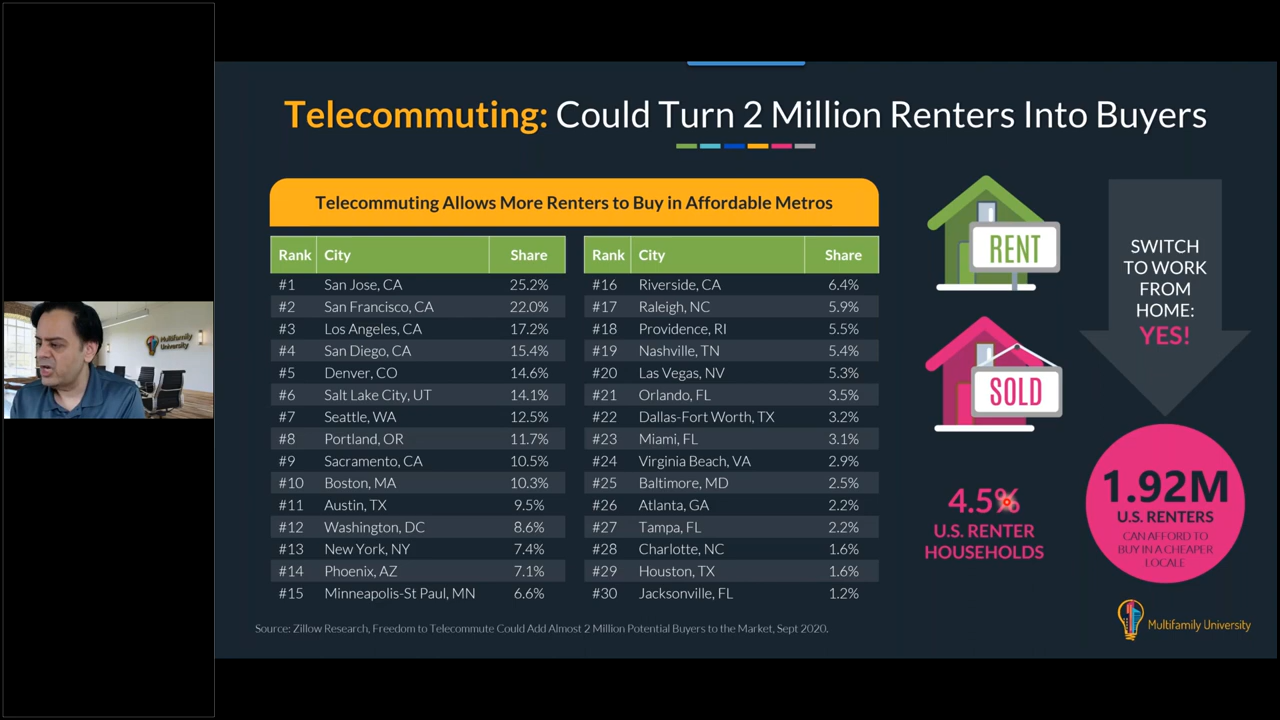 Telecommuting: Could Turn 2 Million Renters Into Buyers
Telecommuting Allows More Renters to Buy in Affordable Metros
Rank City Share
#1 San Jose, CA 25.2%
#2 San Francisco, CA 22.0%
#3 Los Angeles, CA 17.2%
#4 San Diego, CA 15.4%
#5 Denver, CO 14.6%
#6 Salt Lake City, UT 14.1%
#7 Seattle, WA 12.5%
#8 Portland, OR 11.7%
#9 Sacramento, CA 10.5%
#10 Boston, MA 10.3%
#11 Austin, TX 9.5%
#12 Washington, DC 8.6%
#13 New York, NY 7.4%
#14 Phoenix, AZ 7.1%
#15 Minneapolis-St Paul, MN 6.6%
Rank City Share
#16 Riverside, CA 6.4%
#17 Raleigh, NC 5.9%
#18 Providence, RI 5.5%
#19 Nashville, TN 5.4%
#20 Las Vegas, NV 5.3%
#21 Orlando, FL 3.5%
#22 Dallas-Fort Worth, TX 3.2%
#23 Miami, FL 3.1%
#24 Virginia Beach, VA 2.9%
#25 Baltimore, MD 2.5%
#26 Atlanta, GA 2.2%
#27 Tampa, FL 2.2%
#28 Charlotte, NC 1.6%
#29 Houston, TX 1.6%
#30 Jacksonville, FL 1.2%
Source: Zillow Research, Freedom to Telecommute Could Add Almost 2 Million Potential Buyers to the Market, Sept 2020.
RENT
SOLD
4.5%
U.S. RENTER
HOUSEHOLDS
SWITCH
TO WORK
FROM
HOME:
YES!
1.92M
U.S. RENTERS
CAN AFFORD TO
BUY IN A CHEAPER
LOCALE
Multifamily University
Multifamily
University